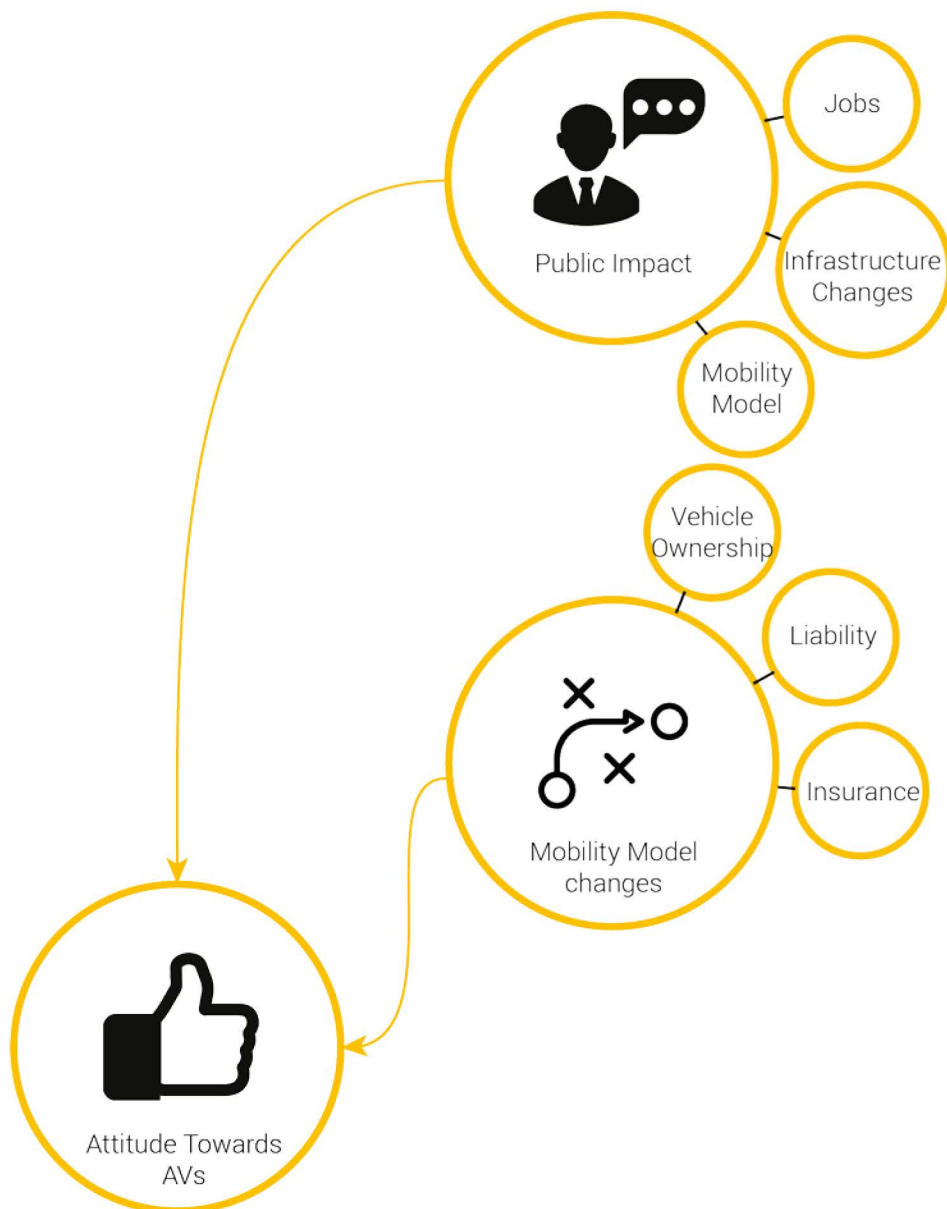 Jobs
Public Impact
Infrastructure
Changes
Mobility
Model
Vehicle
Ownership
Liability
Insurance
Mobility Model
changes
Attitude Towards
AVs